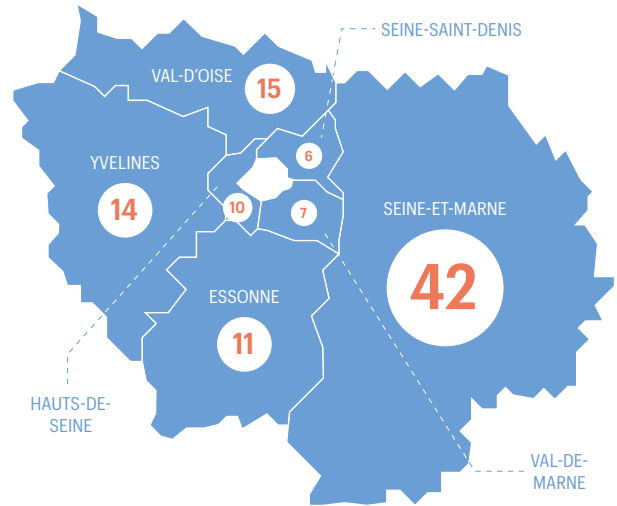 SEINE-SAINT-DENIS
VAL-D'OISE
15
6
YVELINES
14
10
7
SEINE-ET-MARNE
42
ESSONNE
11
HAUTS-DE-
SEINE
VAL-DE-
MARNE